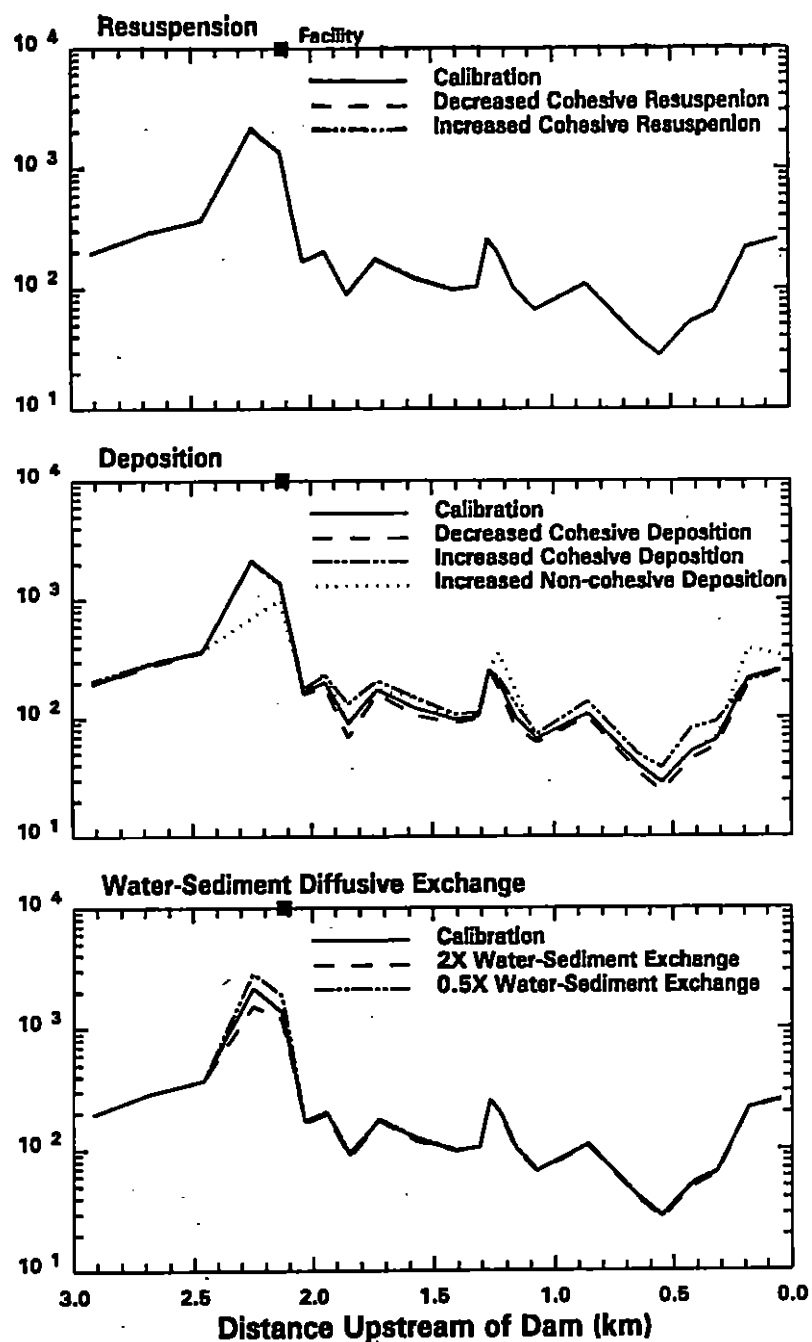 Resuspension
Facility
10 4
Calibration
Decreased Cohesive Resuspenion
Increased Cohesive Resuspenion
10 3
10 2
10 1
Deposition
10 4
Calibration
Decreased Cohesive Deposition
Increased Cohesive Deposition
Increased Non-cohesive Deposition
10 3
10 2
10 1
Water-Sediment Diffusive Exchange
10 4
Calibration
2X Water-Sediment Exchange
0.5X Water-Sediment Exchange
10 3
10 2
10 1
3.0 2.5 2.0 1.5 1.0 0.5 0.0
Distance Upstream of Dam (km)